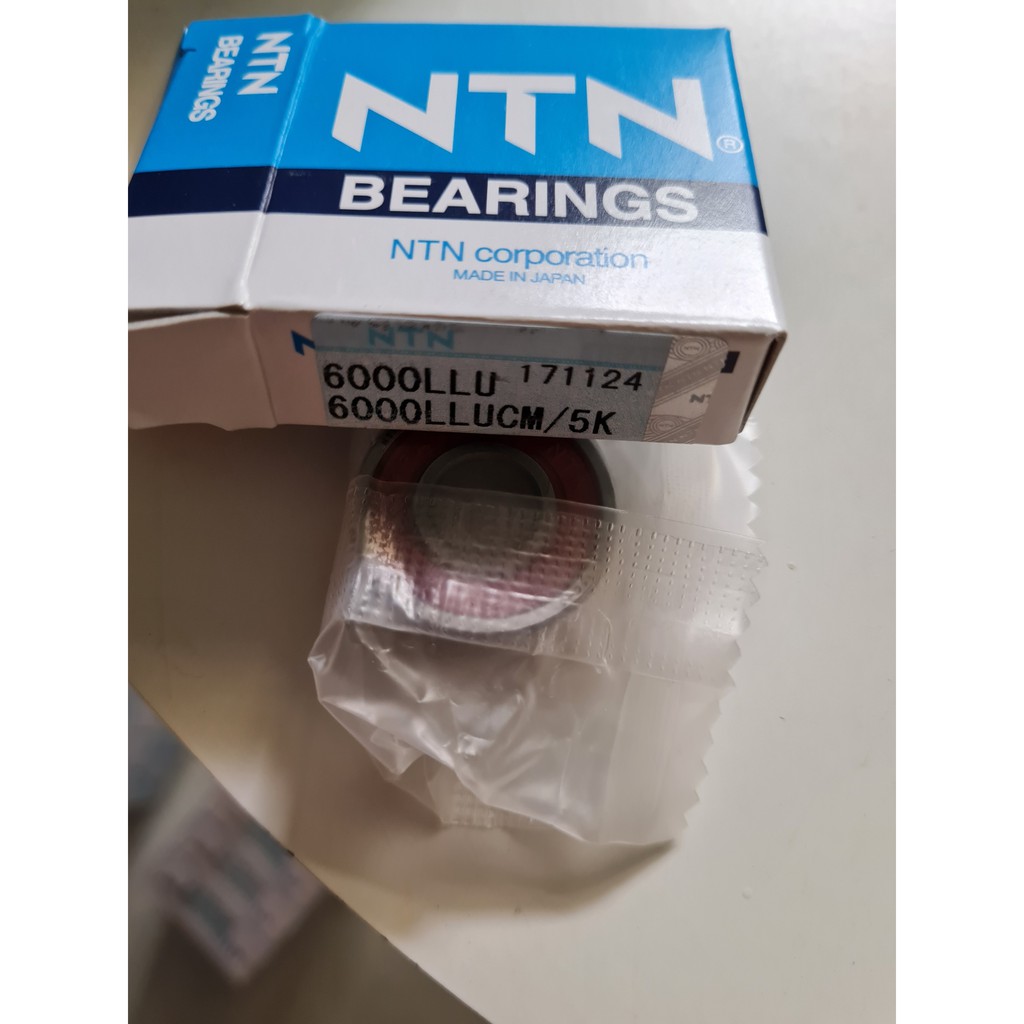 NTN
BEARINGS
NTN®
BEARINGS
NTN corporation
MADE IN JAPAN
NTN
6000LLU 171124
6000LLUCM/5K